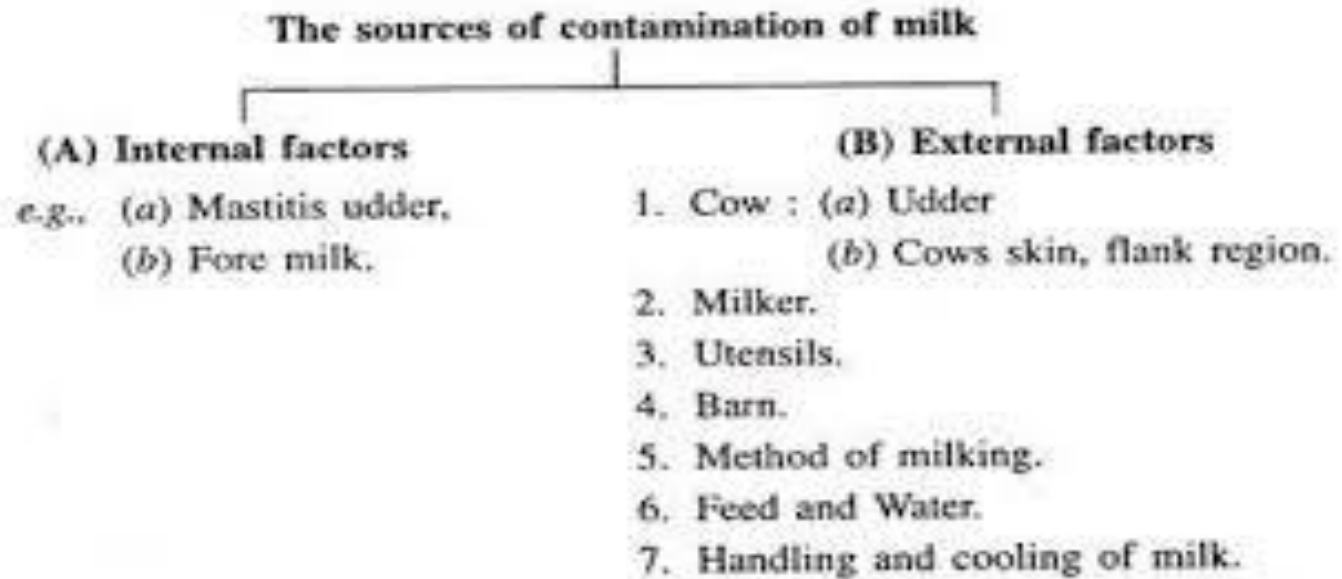 The sources of contamination of milk
(A) Internal factors
e.g., (a) Mastitis udder,
(b) Fore milk.
(B) External factors
1. Cow : (a) Udder
(b) Cows skin, flank region.
2. Milker.
3. Utensils.
4. Barn.
5. Method of milking.
6. Feed and Water.
7. Handling and cooling of milk.